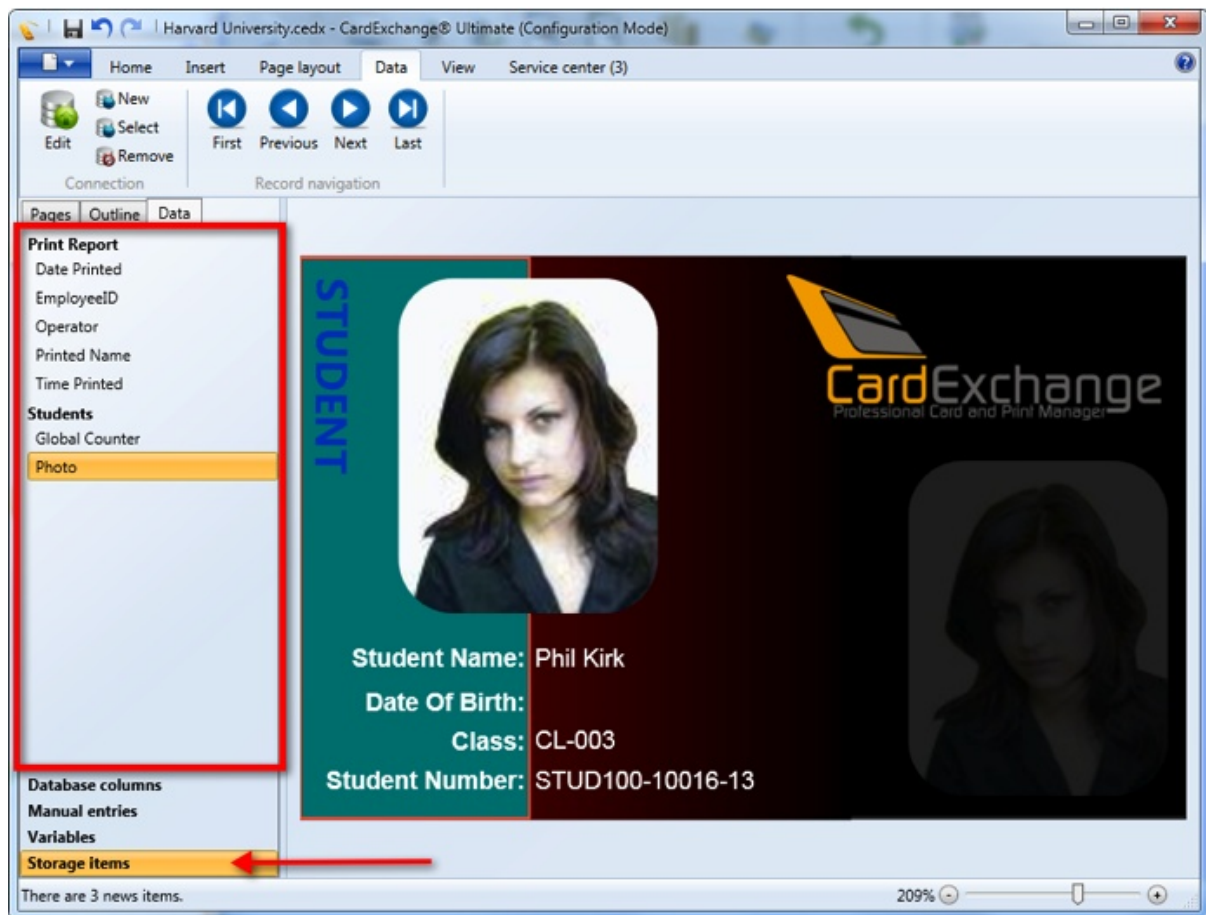 Harvard University.cedx - CardExchange® Ultimate (Configuration Mode)
Home Insert Page layout Data View Service center (3)
Edit
New
Select
Remove
First Previous Next Last
Connection Record navigation
Pages Outline Data
Print Report
Date Printed
EmployeeID
Operator
Printed Name
Time Printed
Students
Global Counter
Photo
Database columns
Manual entries
Variables
Storage items
STUDENT
CardExchange
Professional Card and Print Manager
Student Name: Phil Kirk
Date Of Birth:
Class: CL-003
Student Number: STUD100-10016-13
There are 3 news items.
209%